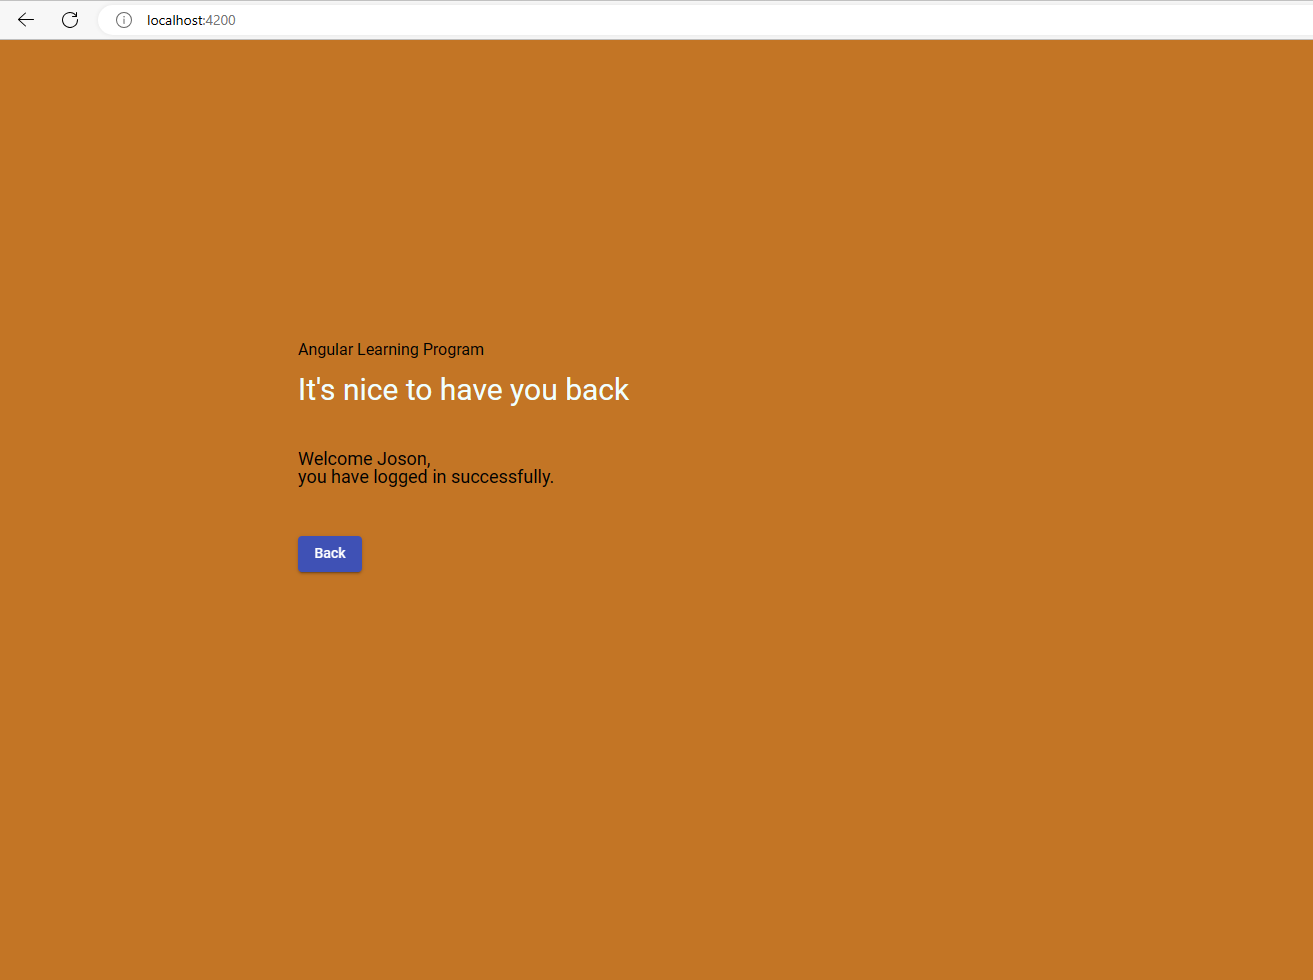 localhost:4200
Angular Learning Program
It's nice to have you back
Welcome Joson,
you have logged in successfully.
Back